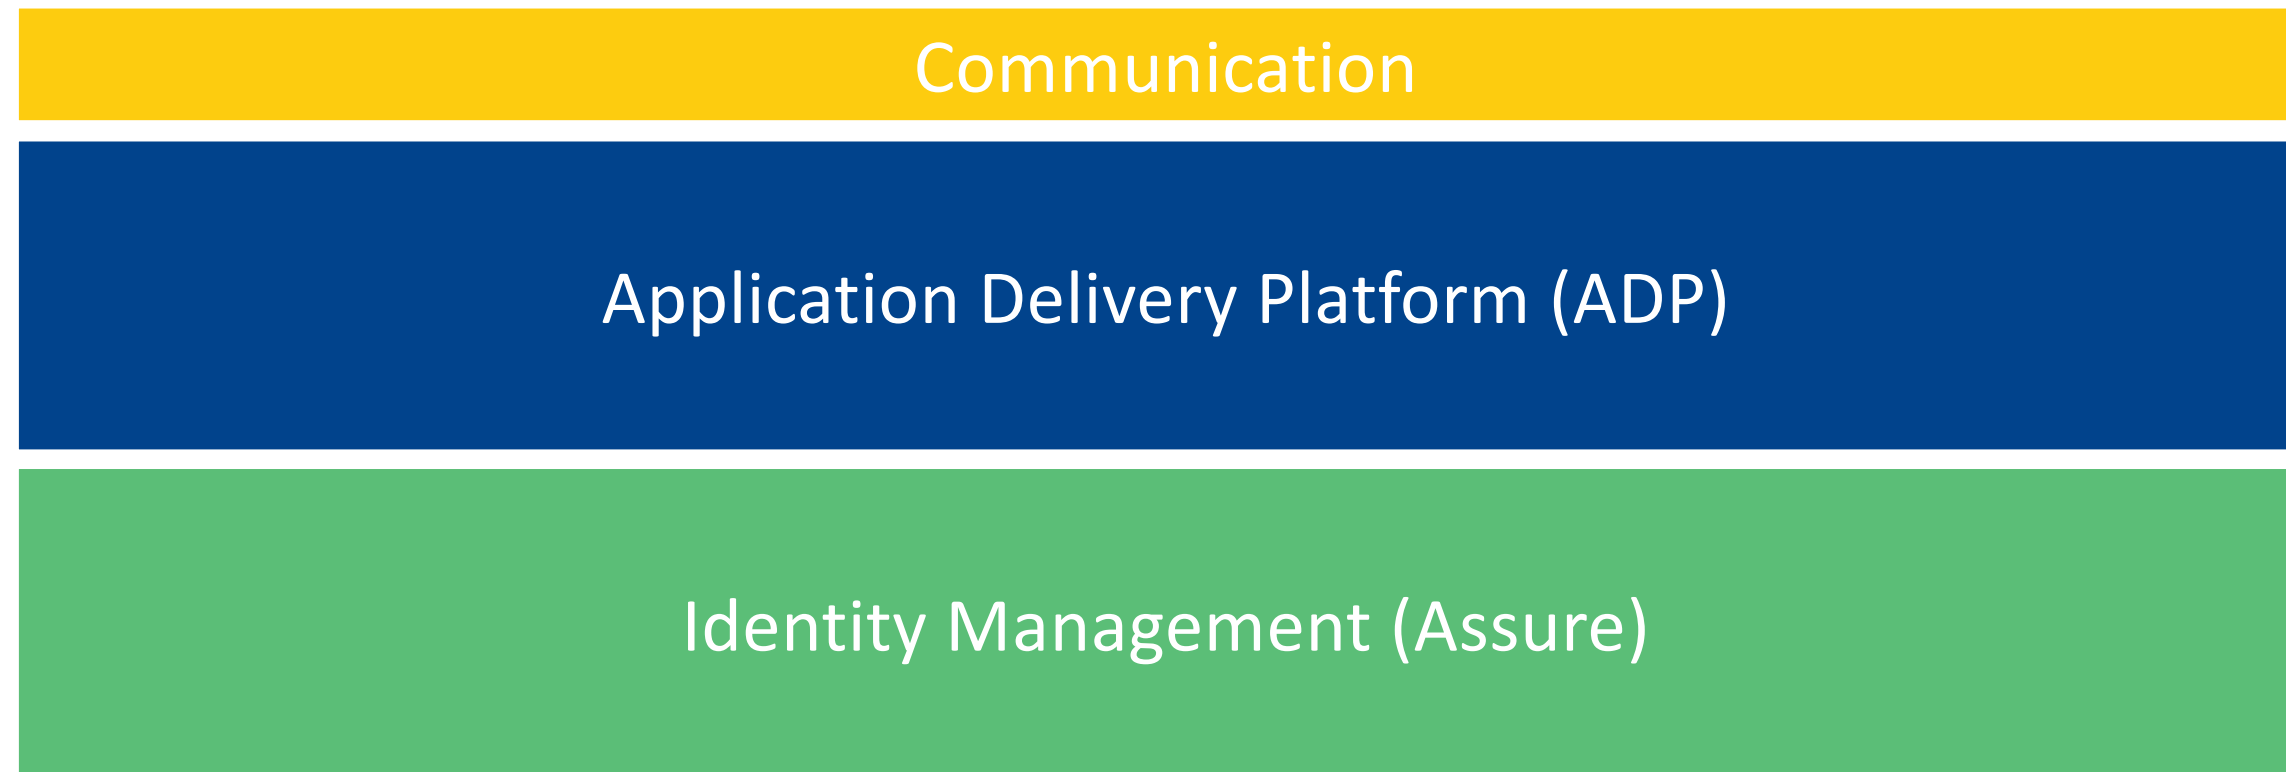 Communication
Application Delivery Platform (ADP)
Identity Management (Assure)